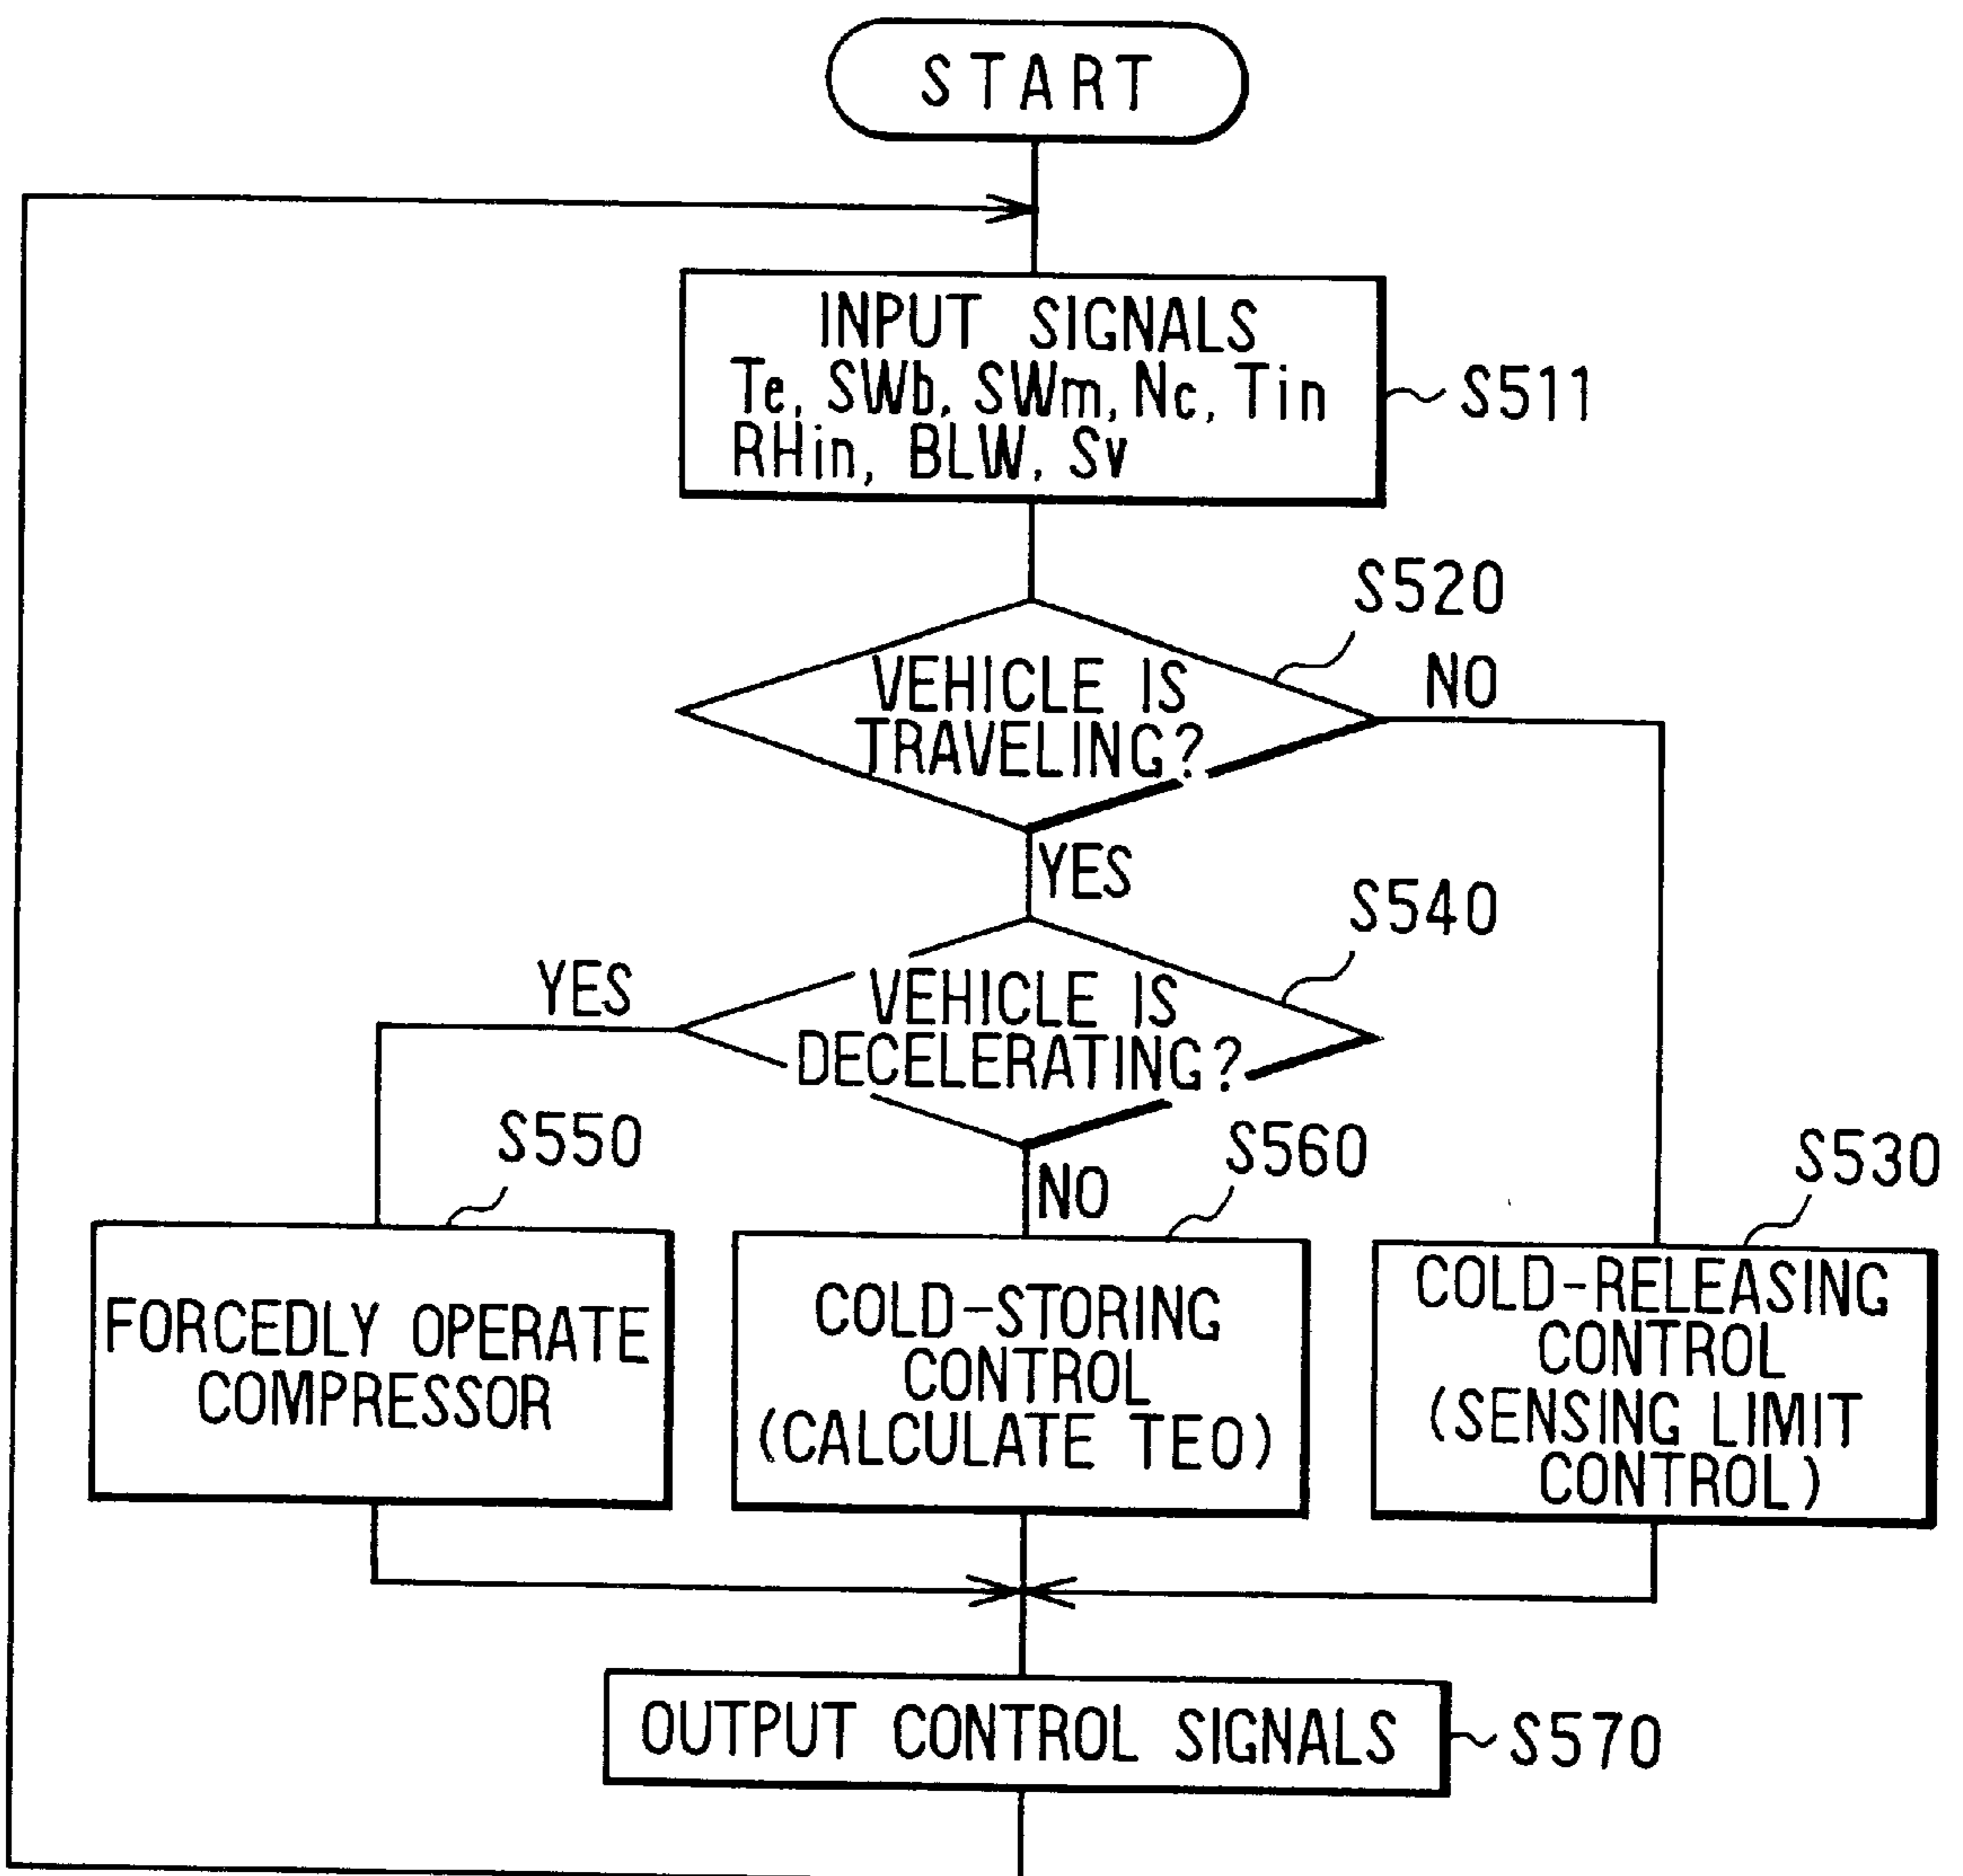 START
INPUT SIGNALS
Te, SWb, SWm, Nc, Tin
RHin, BLW, Sv
S511
S520
VEHICLE IS
TRAVELING?
NO
YES
S540
VEHICLE IS
DECELERATING?
YES
NO
S550
FORCEDLY OPERATE
COMPRESSOR
S560
COLD-STORING
CONTROL
(CALCULATE TEO)
S530
COLD-RELEASING
CONTROL
(SENSING LIMIT
CONTROL)
OUTPUT CONTROL SIGNALS
S570